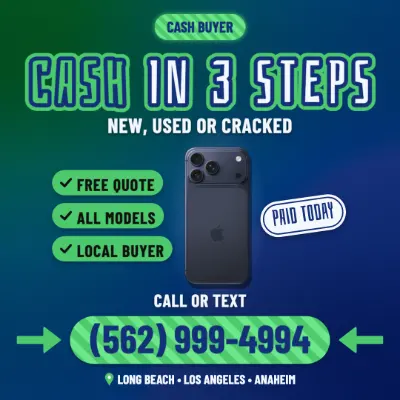 CASH BUYER
CASH IN 3 STEPS
NEW, USED OR CRACKED
FREE QUOTE
ALL MODELS
LOCAL BUYER
PAID TODAY
CALL OR TEXT
(562) 999-4994
LONG BEACH • LOS ANGELES • ANAHEIM